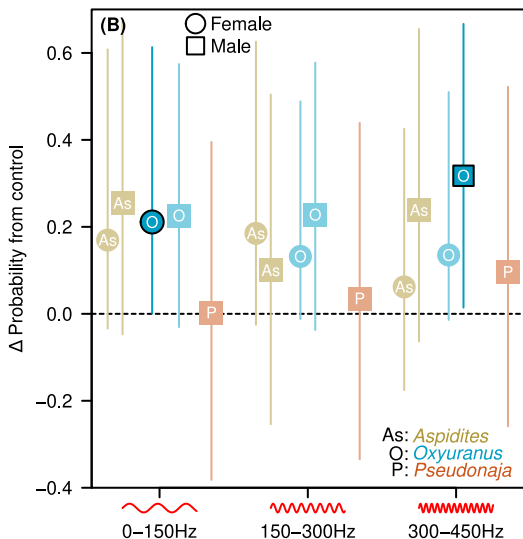 (B)
Female
Male
Δ Probability from control
0.6
0.4
0.2
0.0
−0.2
−0.4
As
As
O
O
P
As
As
O
O
P
As
As
O
O
P
As: Aspidites
O: Oxyuranus
P: Pseudonaja
0−150Hz
150−300Hz
300−450Hz